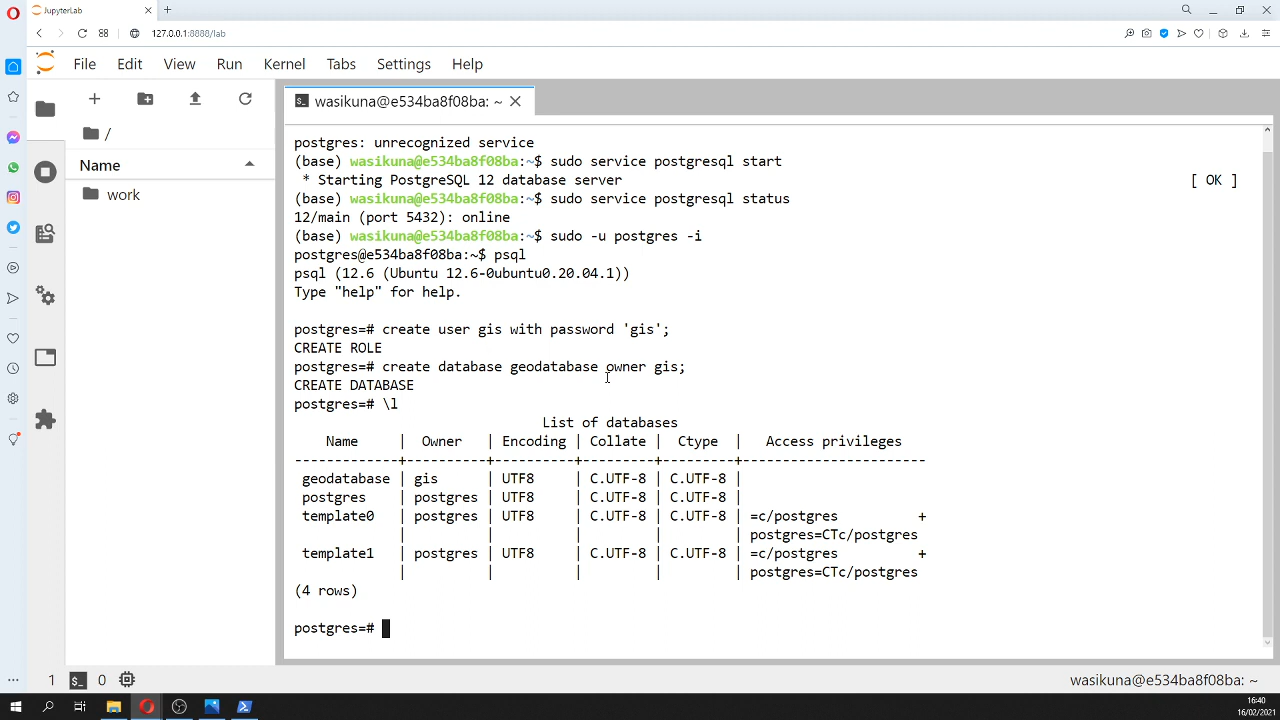 JupyterLab
127.0.0.1:8888/lab
File Edit View Run Kernel Tabs Settings Help
wasikuna@e534ba8f08ba: ~
/
Name
work
postgres: unrecognized service
(base) wasikuna@e534ba8f08ba:~$ sudo service postgresql start
* Starting PostgreSQL 12 database server [ OK ]
(base) wasikuna@e534ba8f08ba:~$ sudo service postgresql status
12/main (port 5432): online
(base) wasikuna@e534ba8f08ba:~$ sudo -u postgres -i
postgres@e534ba8f08ba:~$ psql
psql (12.6 (Ubuntu 12.6-0ubuntu0.20.04.1))
Type "help" for help.
postgres=# create user gis with password 'gis';
CREATE ROLE
postgres=# create database geodatabase owner gis;
CREATE DATABASE
postgres=# \l
List of databases
Name | Owner | Encoding | Collate | Ctype | Access privileges
-------------+----------+----------+---------+---------+-----------------------
geodatabase | gis | UTF8 | C.UTF-8 | C.UTF-8 |
postgres | postgres | UTF8 | C.UTF-8 | C.UTF-8 |
template0 | postgres | UTF8 | C.UTF-8 | C.UTF-8 | =c/postgres +
| | | | | postgres=CTc/postgres
template1 | postgres | UTF8 | C.UTF-8 | C.UTF-8 | =c/postgres +
| | | | | postgres=CTc/postgres
(4 rows)
postgres=#
1 $_ 0 wasikuna@e534ba8f08ba: ~
16:40
16/02/2021